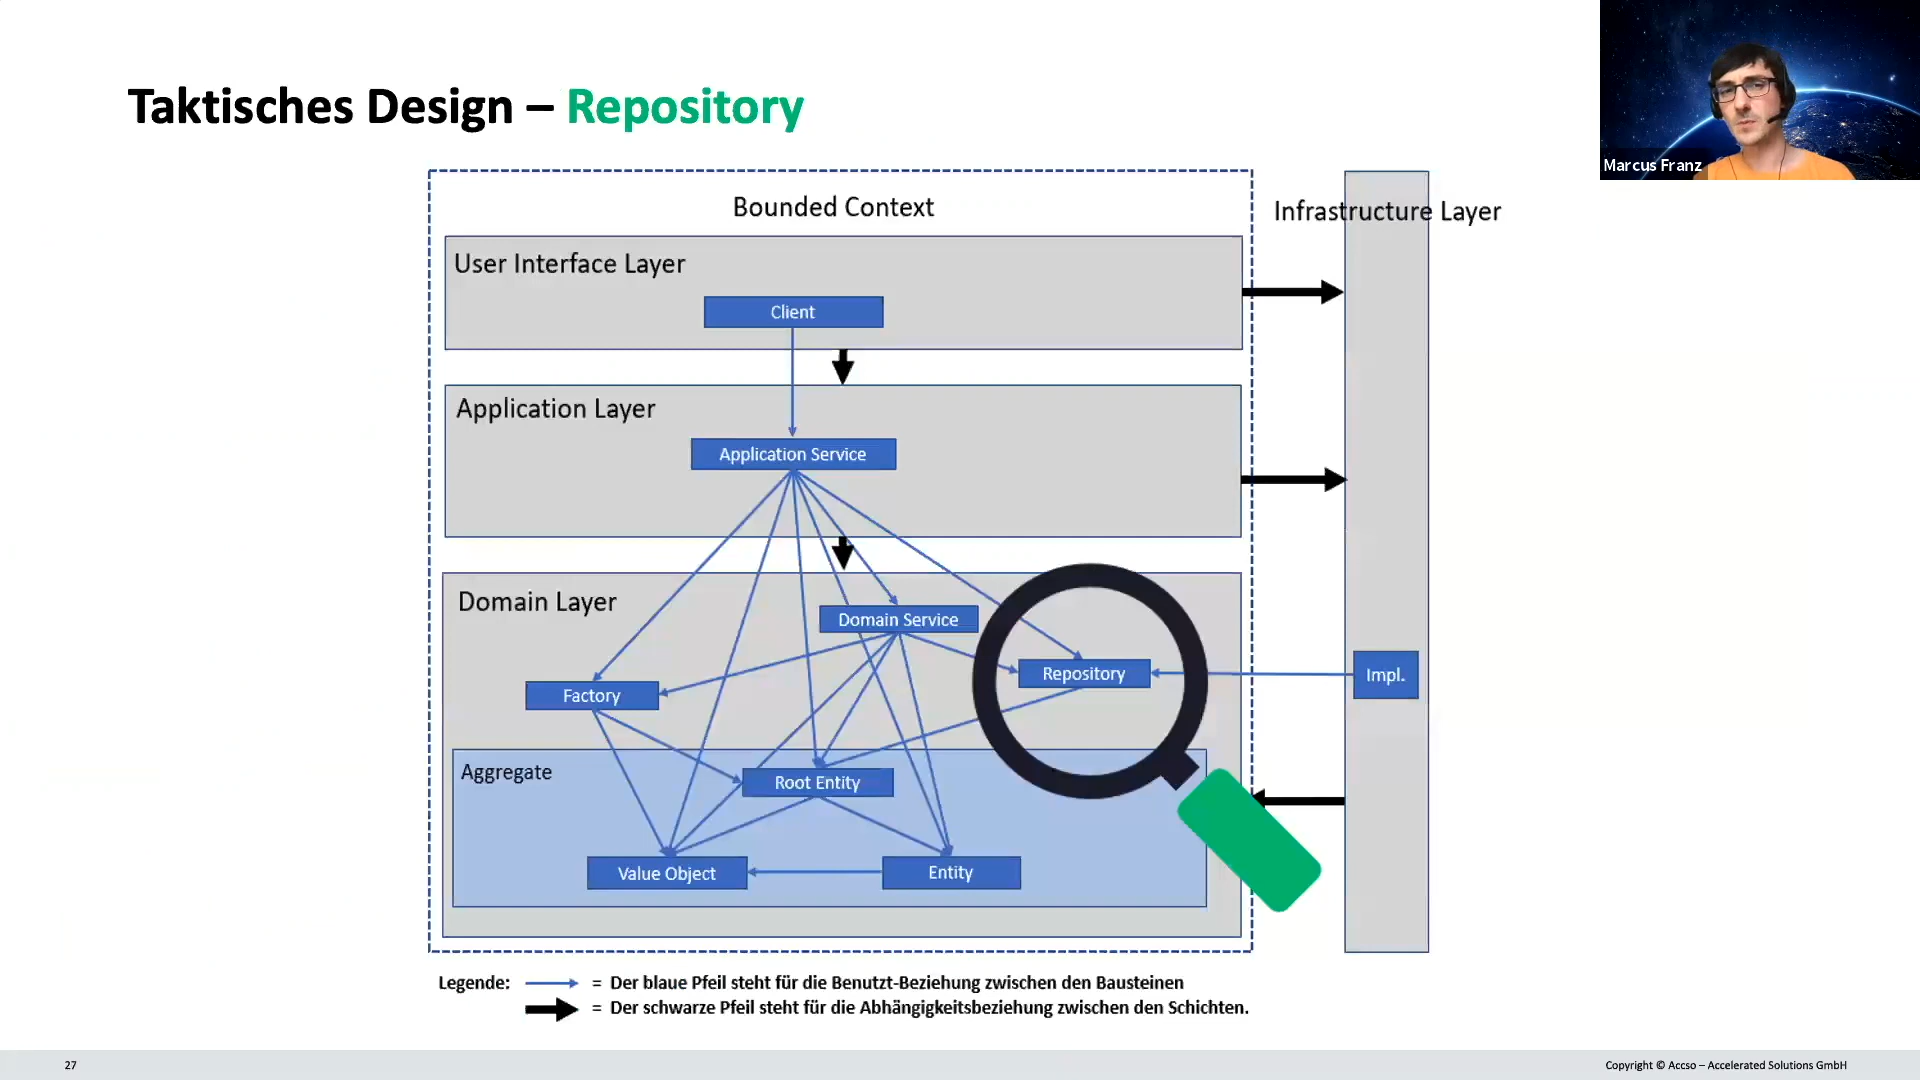 Taktisches Design – Repository
Marcus Franz
Bounded Context
Infrastructure Layer
User Interface Layer
Client
Application Layer
Application Service
Domain Layer
Domain Service
Repository
Impl.
Factory
Aggregate
Root Entity
Value Object
Entity
Legende: = Der blaue Pfeil steht für die Benutzt-Beziehung zwischen den Bausteinen
= Der schwarze Pfeil steht für die Abhängigkeitsbeziehung zwischen den Schichten.
27
Copyright © Accso – Accelerated Solutions GmbH